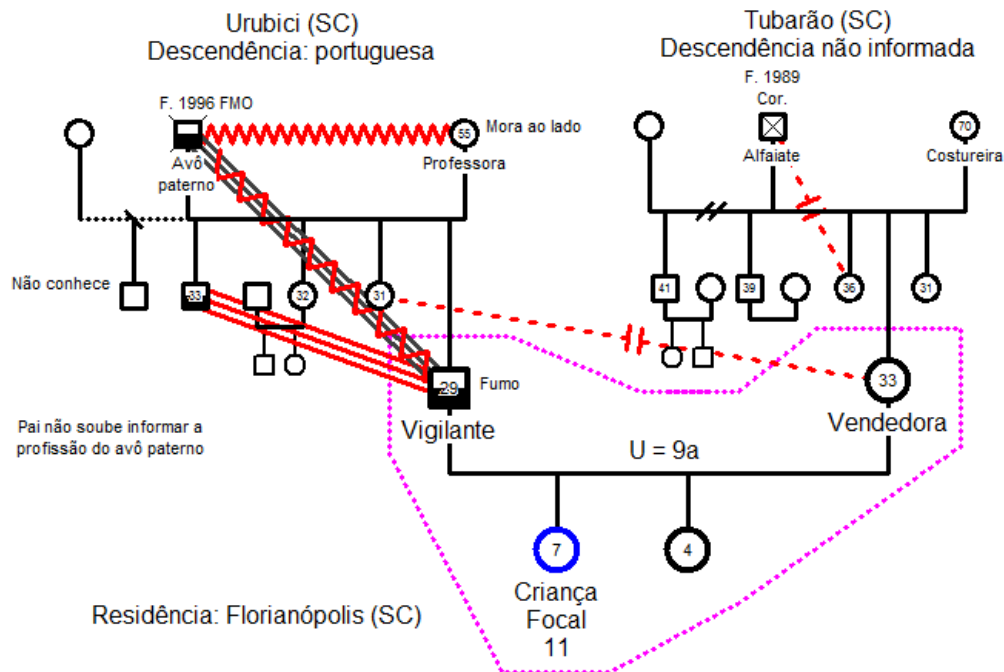 Urubici (SC)
Descendência: portuguesa
Tubarão (SC)
Descendência não informada
F. 1996 FMO
F. 1989
Cor.
55
Mora ao lado
70
Avô
paterno
Professora
Alfaiate
Costureira
Não conhece
33
32
31
41
39
36
31
29
Fumo
33
Vigilante
Vendedora
Pai não soube informar a
profissão do avô paterno
U = 9a
7
4
Criança
Focal
11
Residência: Florianópolis (SC)